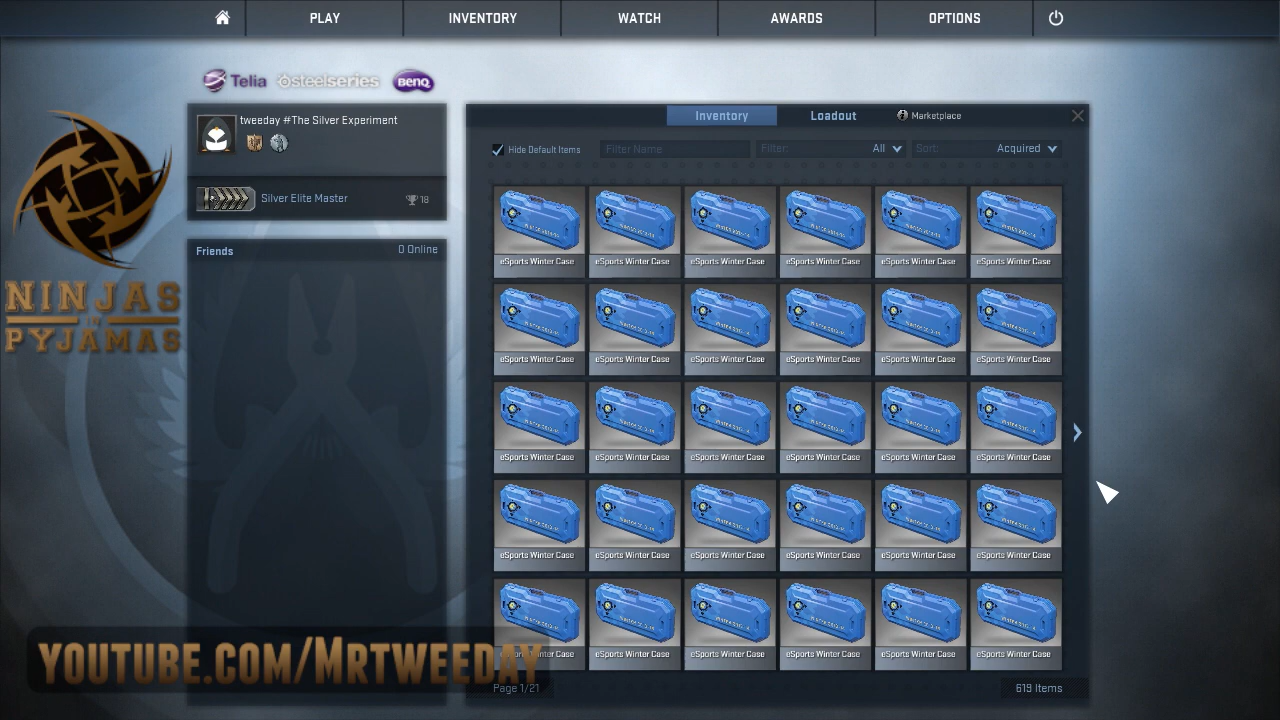 PLAY INVENTORY WATCH AWARDS OPTIONS
Telia steelseries BenQ
tweeday #The Silver Experiment
Silver Elite Master 18
Friends 0 Online
NINJAS
IN
PYJAMAS
Inventory Loadout Marketplace
Hide Default Items Filter Name Filter: All Sort: Acquired
eSports Winter Case eSports Winter Case eSports Winter Case eSports Winter Case eSports Winter Case eSports Winter Case
eSports Winter Case eSports Winter Case eSports Winter Case eSports Winter Case eSports Winter Case eSports Winter Case
eSports Winter Case eSports Winter Case eSports Winter Case eSports Winter Case eSports Winter Case eSports Winter Case
eSports Winter Case eSports Winter Case eSports Winter Case eSports Winter Case eSports Winter Case eSports Winter Case
eSports Winter Case eSports Winter Case eSports Winter Case eSports Winter Case eSports Winter Case eSports Winter Case
YOUTUBE.COM/MRTWEEDAY
Page 1/21 619 Items